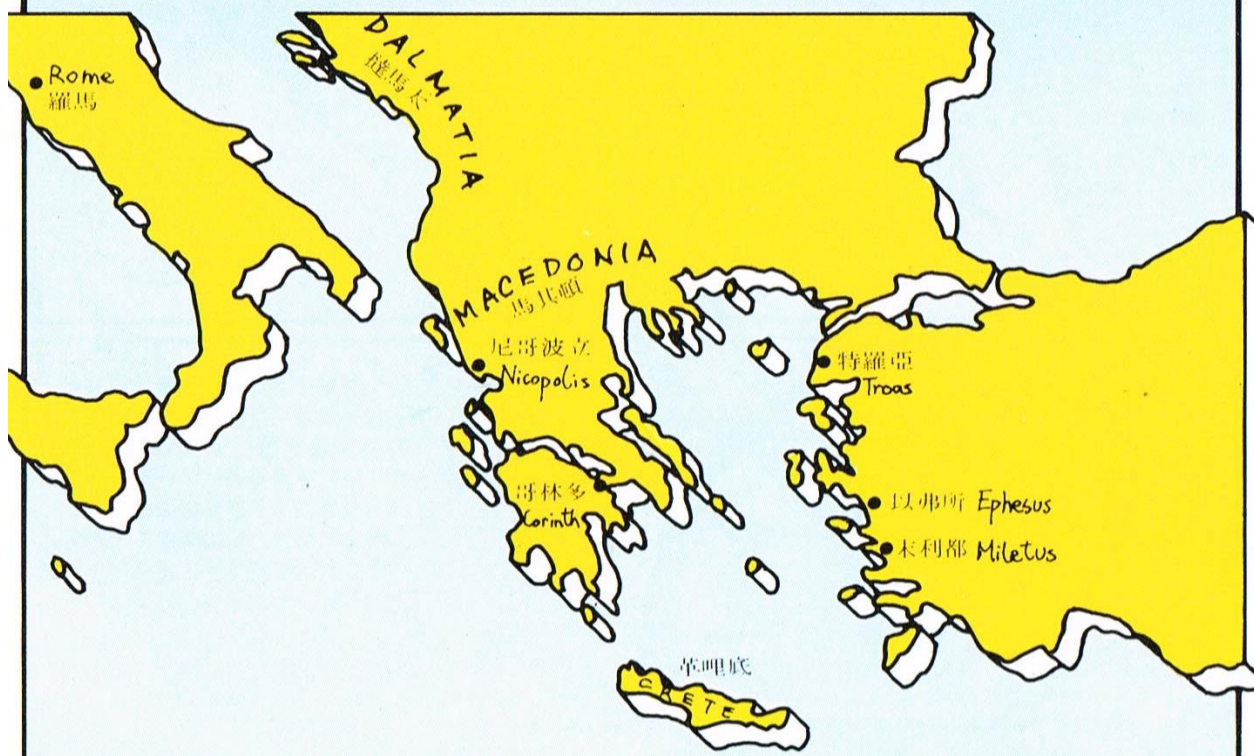 DALMATIA
撻馬太
Rome
羅馬
MACEDONIA
馬其頓
尼哥波立
Nicopolis
特羅亞
Troas
哥林多
Corinth
以弗所 Ephesus
米利都 Miletus
革哩底
CRETE